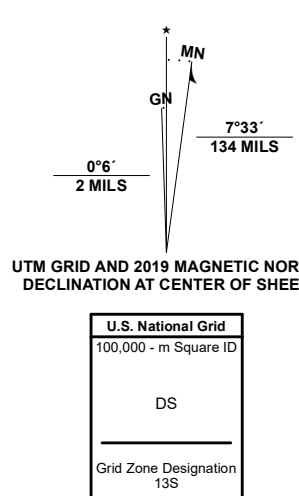 ★
MN
GN
7°33´
134 MILS
0°6´
2 MILS
UTM GRID AND 2019 MAGNETIC NOR
DECLINATION AT CENTER OF SHEE
U.S. National Grid
100,000 - m Square ID
DS
Grid Zone Designation
13S